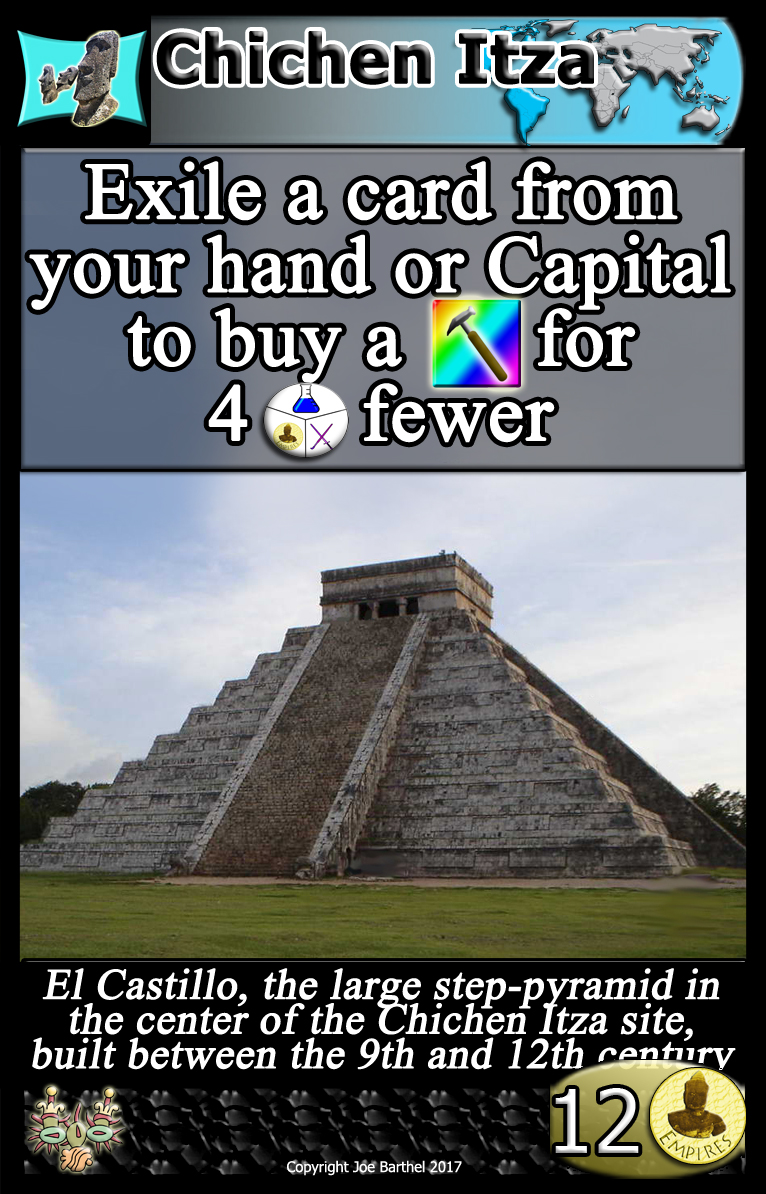 Chichen Itza
Exile a card from
your hand or Capital
to buy a for
4 fewer
El Castillo, the large step-pyramid in
the center of the Chichen Itza site,
built between the 9th and 12th century
12
EMPIRES
Copyright Joe Barthel 2017